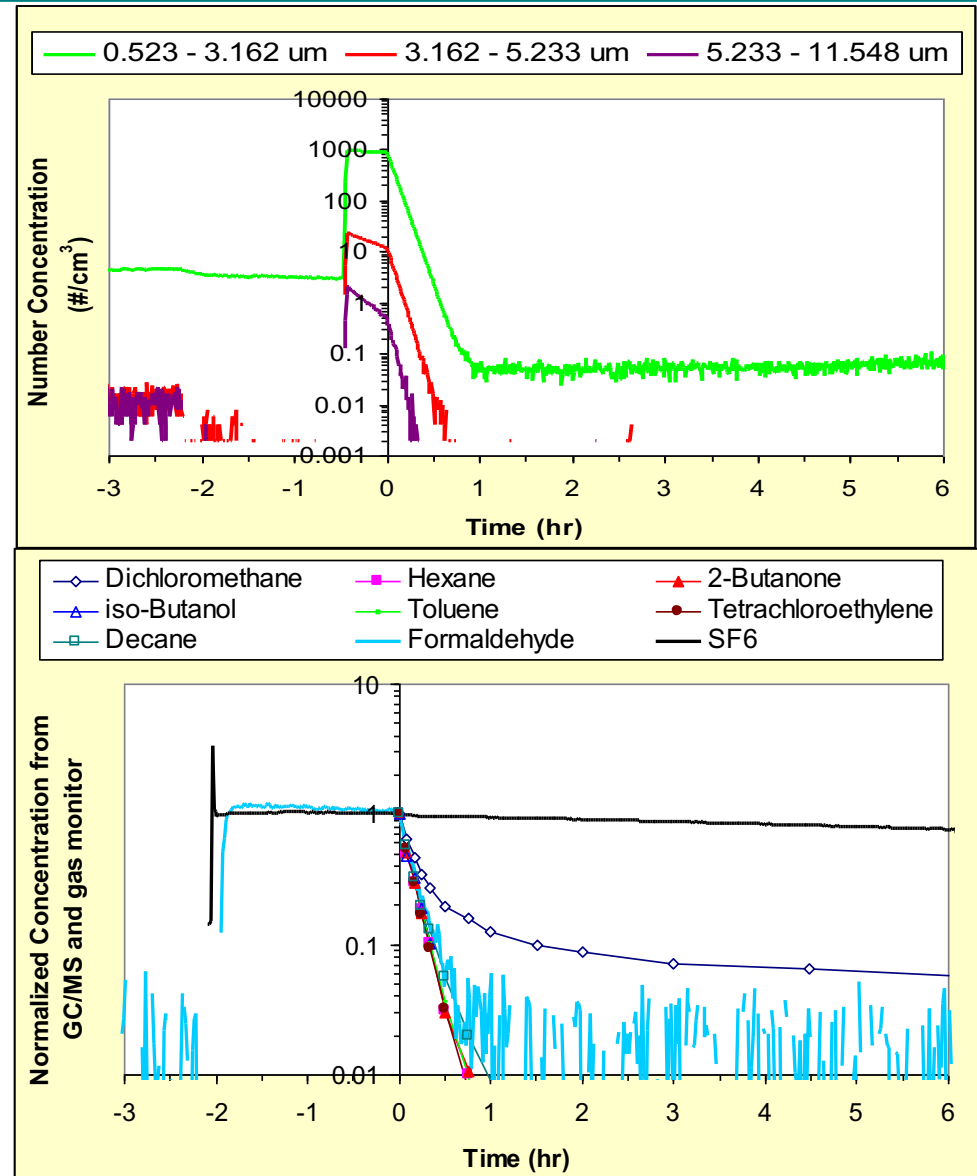 0.523 - 3.162 um 3.162 - 5.233 um 5.233 - 11.548 um
Number Concentration
(#/cm³)
10000
1000
100
10
1
0.1
0.01
0.001
-3 -2 -1 0 1 2 3 4 5 6
Time (hr)
Dichloromethane Hexane 2-Butanone
iso-Butanol Toluene Tetrachloroethylene
Decane Formaldehyde SF6
Normalized Concentration from
GC/MS and gas monitor
10
1
0.1
0.01
-3 -2 -1 0 1 2 3 4 5 6
Time (hr)